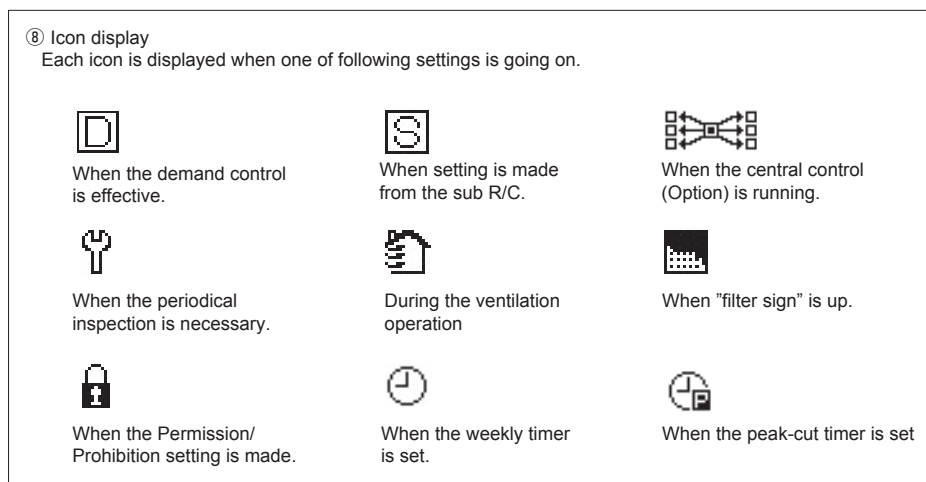 ⑧ Icon display
Each icon is displayed when one of following settings is going on.
D
When the demand control
is effective.
S
When setting is made
from the sub R/C.
When the central control
(Option) is running.
When the periodical
inspection is necessary.
During the ventilation
operation
When ”filter sign” is up.
When the Permission/
Prohibition setting is made.
When the weekly timer
is set.
P
When the peak-cut timer is set